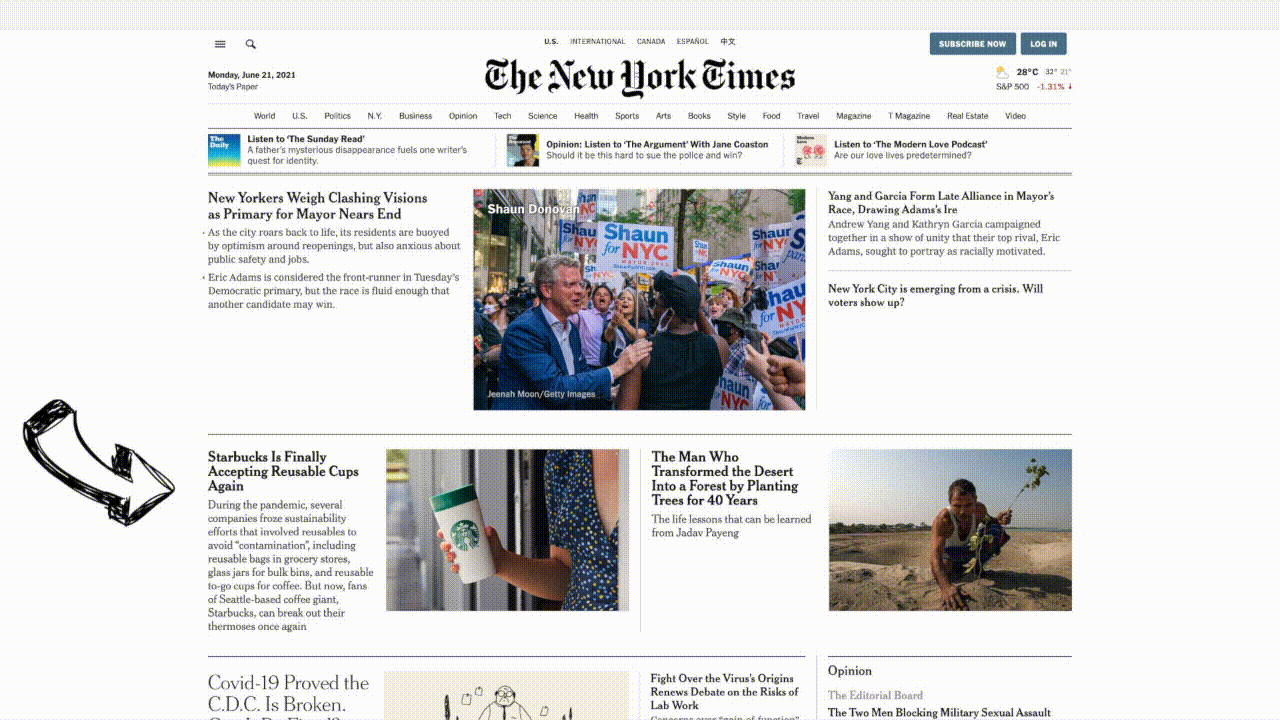 U.S. INTERNATIONAL CANADA ESPAÑOL 中文
SUBSCRIBE NOW LOG IN
Monday, June 21, 2021
Today's Paper
The New York Times
28°C 32° 21°
S&P 500 -1.31%
World U.S. Politics N.Y. Business Opinion Tech Science Health Sports Arts Books Style Food Travel Magazine T Magazine Real Estate Video
The Daily
Listen to ‘The Sunday Read’
A father's mysterious disappearance fuels one writer's
quest for identity.
Opinion: Listen to ‘The Argument’ With Jane Coaston
Should it be this hard to sue the police and win?
Modern
Love
Listen to ‘The Modern Love Podcast’
Are our love lives predetermined?
New Yorkers Weigh Clashing Visions
as Primary for Mayor Nears End
As the city roars back to life, its residents are buoyed
by optimism around reopenings, but also anxious about
public safety and jobs.
Eric Adams is considered the front-runner in Tuesday's
Democratic primary, but the race is fluid enough that
another candidate may win.
Shaun Donovan
Shaun
for NYC
MAYOR 2021
Shaun
for NYC
Shaun
NYC
Jeenah Moon/Getty Images
Yang and Garcia Form Late Alliance in Mayor's
Race, Drawing Adams's Ire
Andrew Yang and Kathryn Garcia campaigned
together in a show of unity that their top rival, Eric
Adams, sought to portray as racially motivated.
New York City is emerging from a crisis. Will
voters show up?
Starbucks Is Finally
Accepting Reusable Cups
Again
During the pandemic, several
companies froze sustainability
efforts that involved reusables to
avoid “contamination”, including
reusable bags in grocery stores,
glass jars for bulk bins, and reusable
to-go cups for coffee. But now, fans
of Seattle-based coffee giant,
Starbucks, can break out their
thermoses once again
The Man Who
Transformed the Desert
Into a Forest by Planting
Trees for 40 Years
The life lessons that can be learned
from Jadav Payeng
Covid-19 Proved the
C.D.C. Is Broken.
Fight Over the Virus's Origins
Renews Debate on the Risks of
Lab Work
Opinion
The Editorial Board
The Two Men Blocking Military Sexual Assault